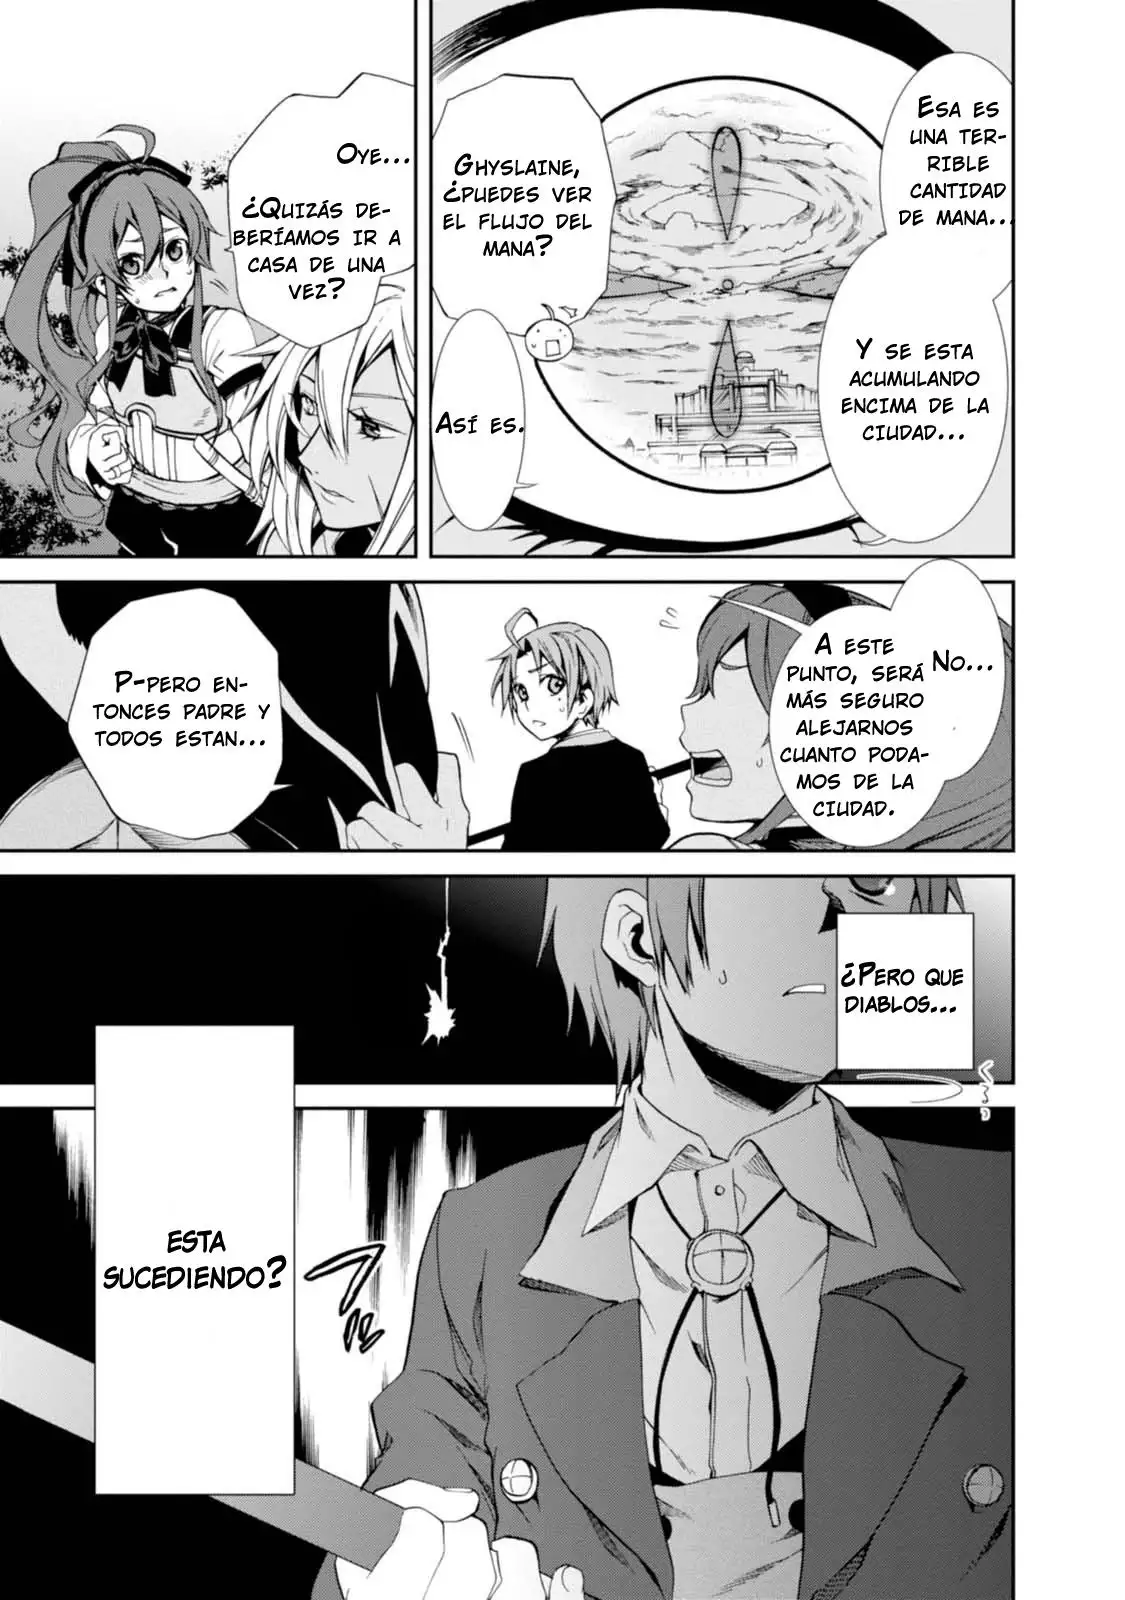 ESA ES
UNA TER-
RIBLE
CANTIDAD
DE MANA...
Y SE ESTA
ACUMULANDO
ENCIMA DE LA
CIUDAD...
GHYSLAINE,
¿PUEDES VER
EL FLUJO DEL
MANA?
ASÍ ES.
OYE...
¿QUIZÁS DE-
BERÍAMOS IR A
CASA DE UNA
VEZ?
NO...
A ESTE
PUNTO, SERÁ
MÁS SEGURO
ALEJARNOS
CUANTO PODA-
MOS DE LA
CIUDAD.
P-PERO EN-
TONCES PADRE Y
TODOS ESTAN...
¿PERO QUE
DIABLOS...
ESTA
SUCEDIENDO?